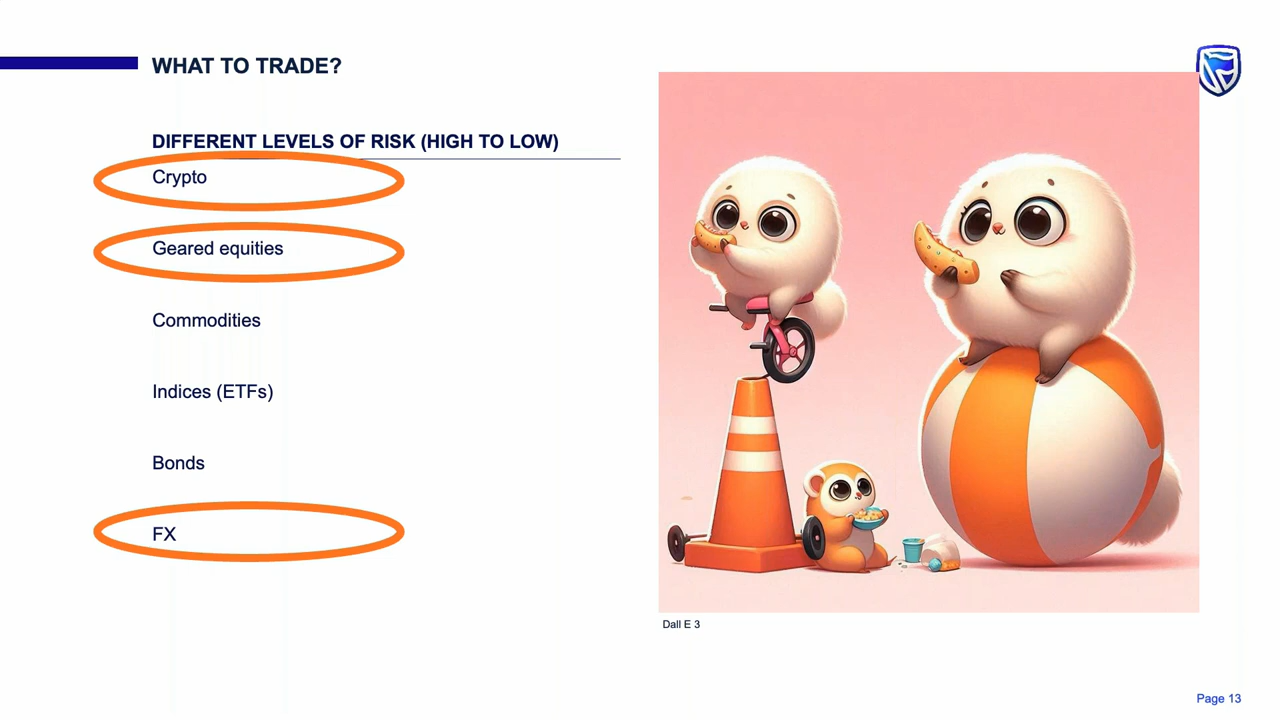 WHAT TO TRADE?
DIFFERENT LEVELS OF RISK (HIGH TO LOW)
Crypto
Geared equities
Commodities
Indices (ETFs)
Bonds
FX
Dall E 3
Page 13